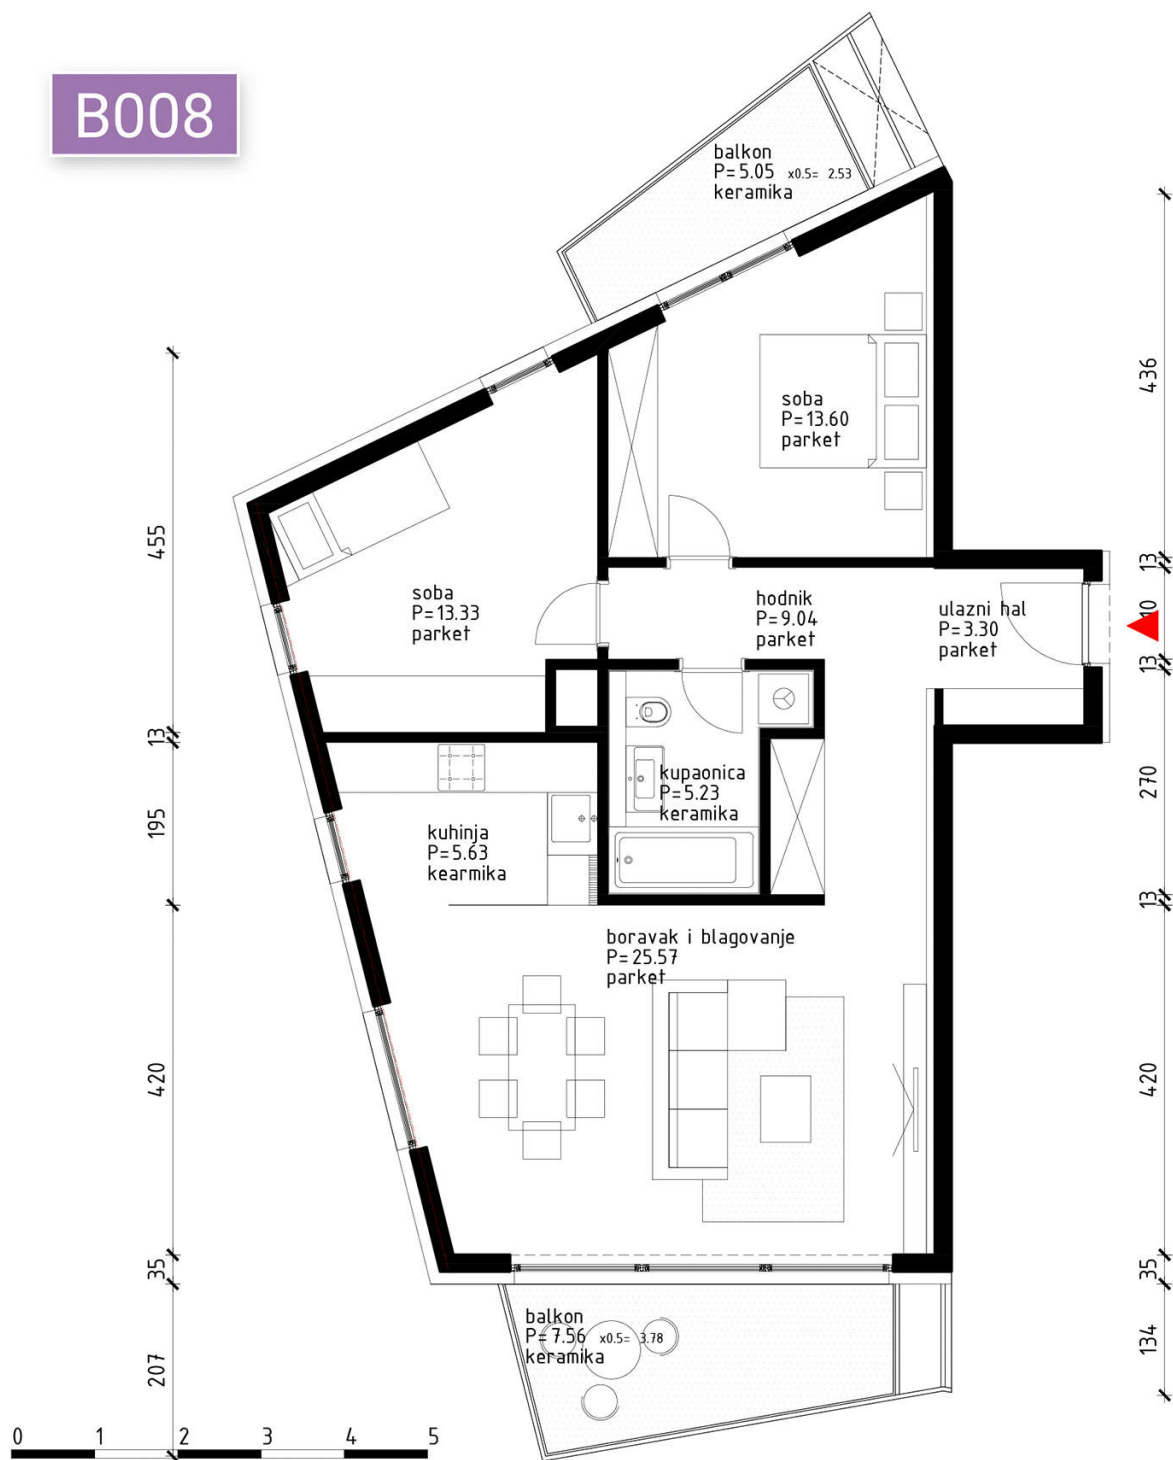 B008
balkon
P=5.05 x0.5= 2.53
keramika
soba
P=13.60
parket
soba
P=13.33
parket
hodnik
P=9.04
parket
ulazni hal
P=3.30
parket
kupaonica
P=5.23
keramika
kuhinja
P=5.63
kearmika
boravak i blagovanje
P=25.57
parket
balkon
P=7.56 x0.5= 3.78
keramika
455
13
195
420
35
207
436
13
13
270
13
420
35
134
0 1 2 3 4 5